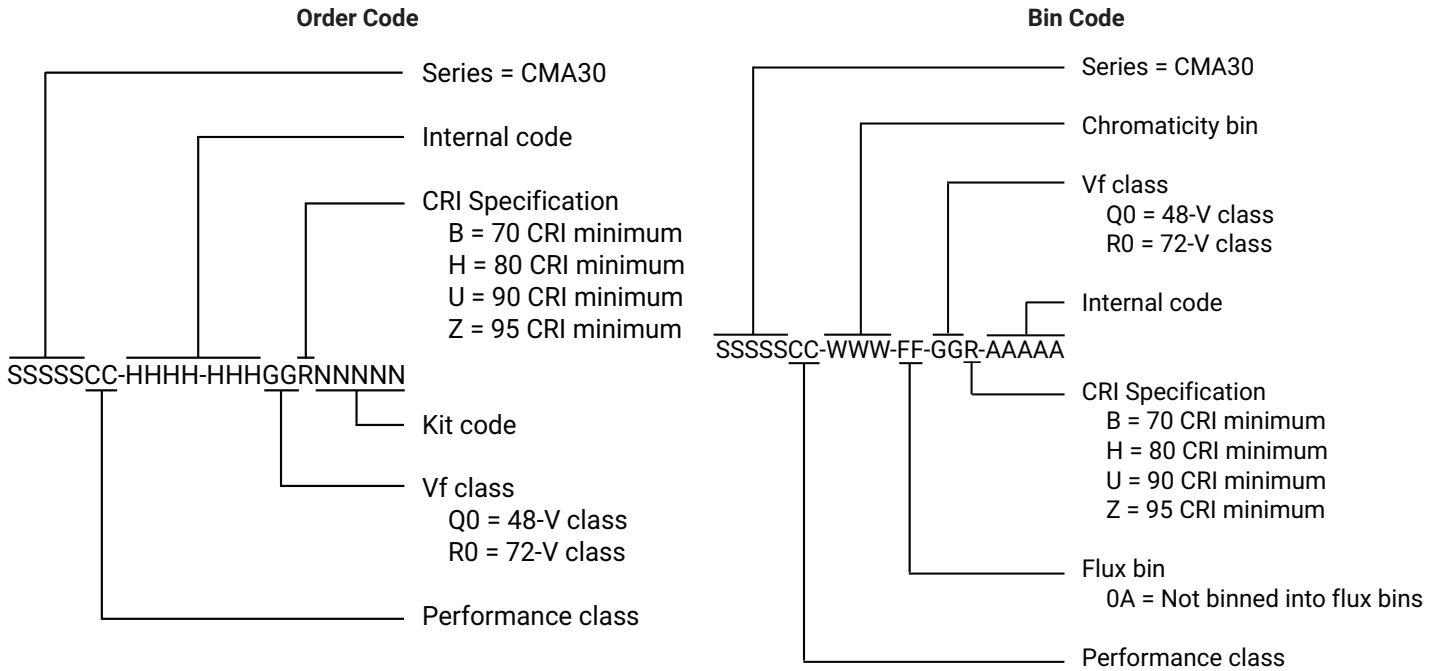 Order Code
Series = CMA30
Internal code
CRI Specification
B = 70 CRI minimum
H = 80 CRI minimum
U = 90 CRI minimum
Z = 95 CRI minimum
SSSSSCC-HHHH-HHHGGRNNNNN
Kit code
Vf class
Q0 = 48-V class
R0 = 72-V class
Performance class
Bin Code
Series = CMA30
Chromaticity bin
Vf class
Q0 = 48-V class
R0 = 72-V class
Internal code
SSSSSCC-WWW-FF-GGR-AAAAA
CRI Specification
B = 70 CRI minimum
H = 80 CRI minimum
U = 90 CRI minimum
Z = 95 CRI minimum
Flux bin
0A = Not binned into flux bins
Performance class